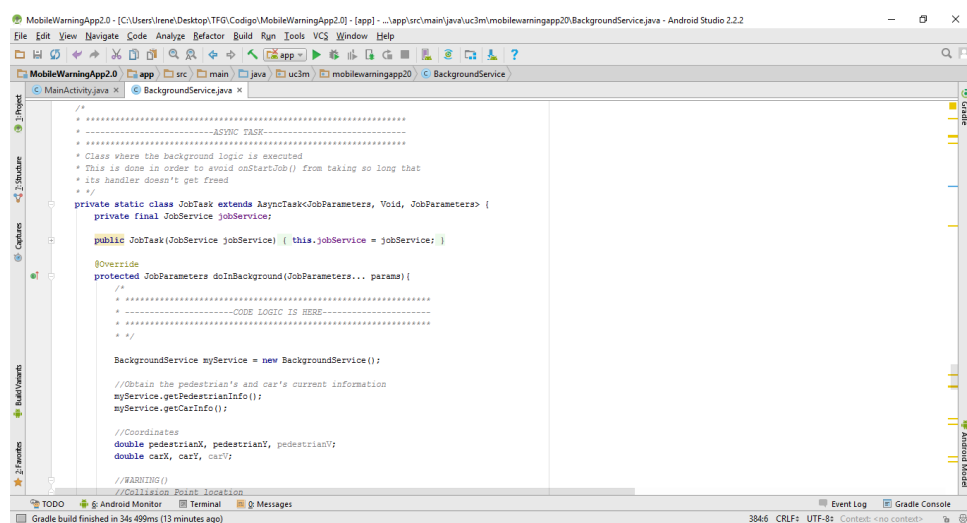 MobileWarningApp2.0 - [C:\Users\Irene\Desktop\TFG\Codigo\MobileWarningApp2.0] - [app] - ...\app\src\main\java\uc3m\mobilewarningapp20\BackgroundService.java - Android Studio 2.2.2
File Edit View Navigate Code Analyze Refactor Build Run Tools VCS Window Help
app
MobileWarningApp2.0 app src main java uc3m mobilewarningapp20 BackgroundService
MainActivity.java × BackgroundService.java ×
1: Project
Z: Structure
Captures
Build Variants
2: Favorites
Gradle
Android Model
/*
* *****************************************************************
* --------------------------ASYNC TASK-----------------------------
* *****************************************************************
* Class where the background logic is executed
* This is done in order to avoid onStartJob() from taking so long that
* its handler doesn't get freed
* */
private static class JobTask extends AsyncTask<JobParameters, Void, JobParameters> {
private final JobService jobService;
public JobTask(JobService jobService) { this.jobService = jobService; }
@Override
protected JobParameters doInBackground(JobParameters... params){
/*
* **************************************************************
* ----------------------CODE LOGIC IS HERE----------------------
* **************************************************************
* */
BackgroundService myService = new BackgroundService();
//Obtain the pedestrian's and car's current information
myService.getPedestrianInfo();
myService.getCarInfo();
//Coordinates
double pedestrianX, pedestrianY, pedestrianV;
double carX, carY, carV;
//WARNING()
//Collision Point location
TODO 6: Android Monitor Terminal 0: Messages Event Log Gradle Console
Gradle build finished in 34s 499ms (13 minutes ago) 384:6 CRLF÷ UTF-8÷ Context: <no context>